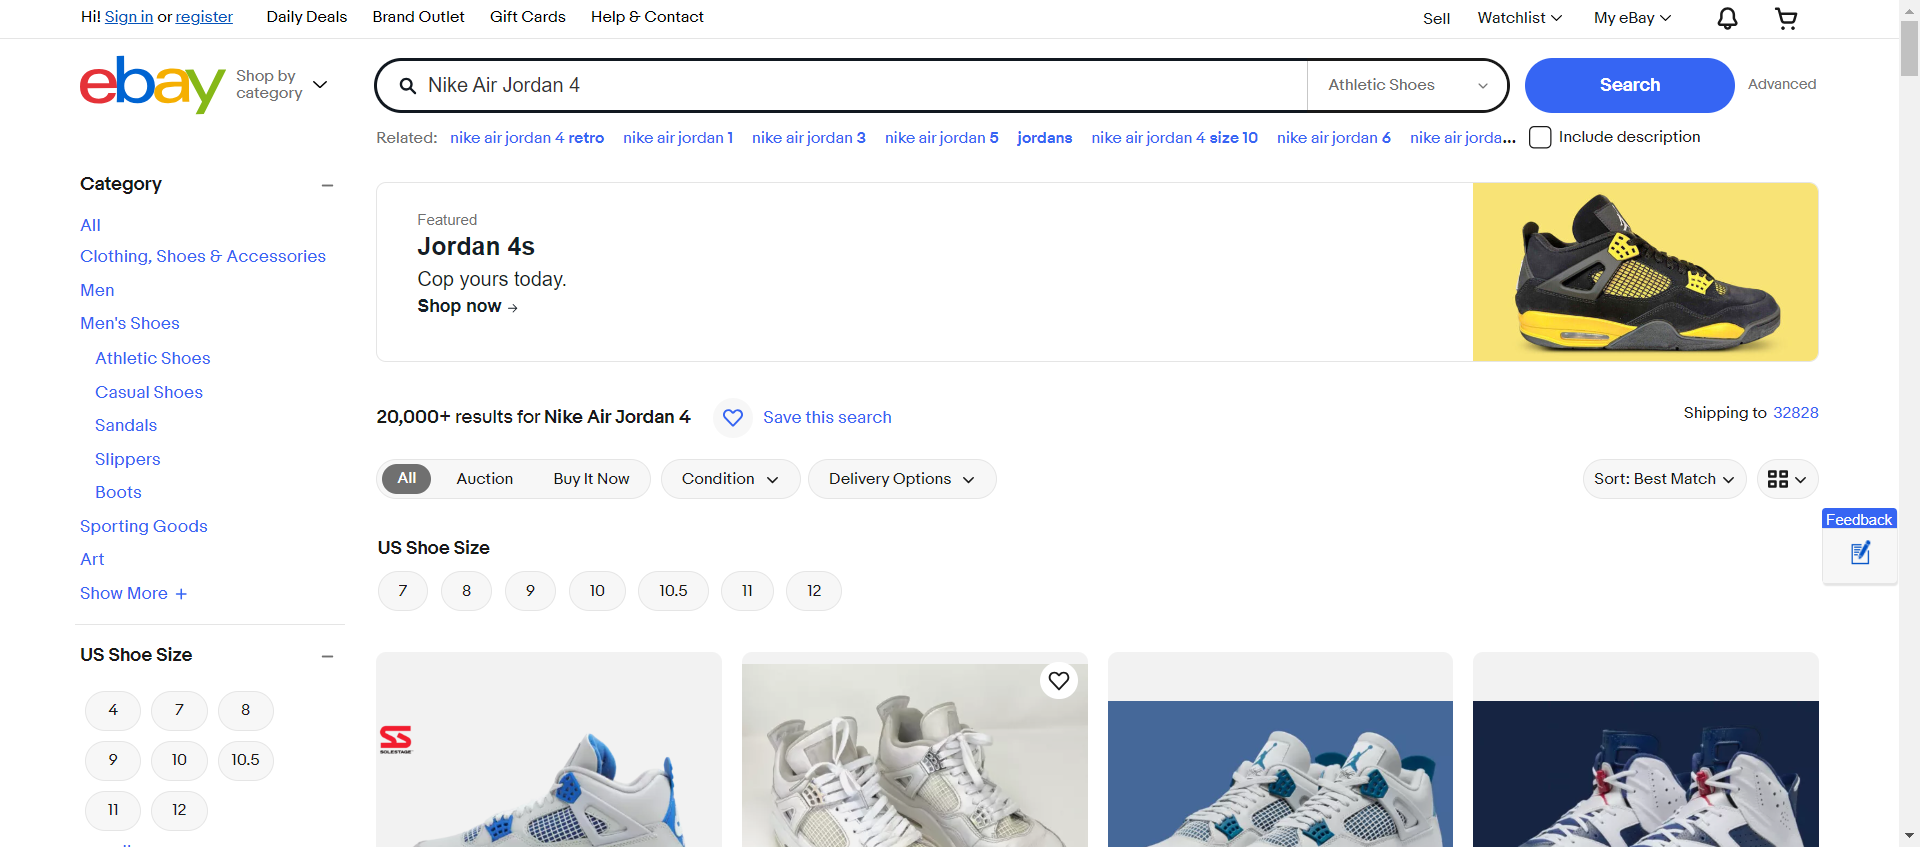 Hi! Sign in or register Daily Deals Brand Outlet Gift Cards Help & Contact Sell Watchlist My eBay
ebay
Shop by
category
Nike Air Jordan 4 Athletic Shoes Search Advanced
Related: nike air jordan 4 retro nike air jordan 1 nike air jordan 3 nike air jordan 5 jordans nike air jordan 4 size 10 nike air jordan 6 nike air jorda... Include description
Category
All
Clothing, Shoes & Accessories
Men
Men's Shoes
Athletic Shoes
Casual Shoes
Sandals
Slippers
Boots
Sporting Goods
Art
Show More +
US Shoe Size
4 7 8
9 10 10.5
11 12
Featured
Jordan 4s
Cop yours today.
Shop now →
20,000+ results for Nike Air Jordan 4 Save this search Shipping to 32828
All Auction Buy It Now Condition Delivery Options Sort: Best Match
Feedback
US Shoe Size
7 8 9 10 10.5 11 12
SS
SOLESTAGE